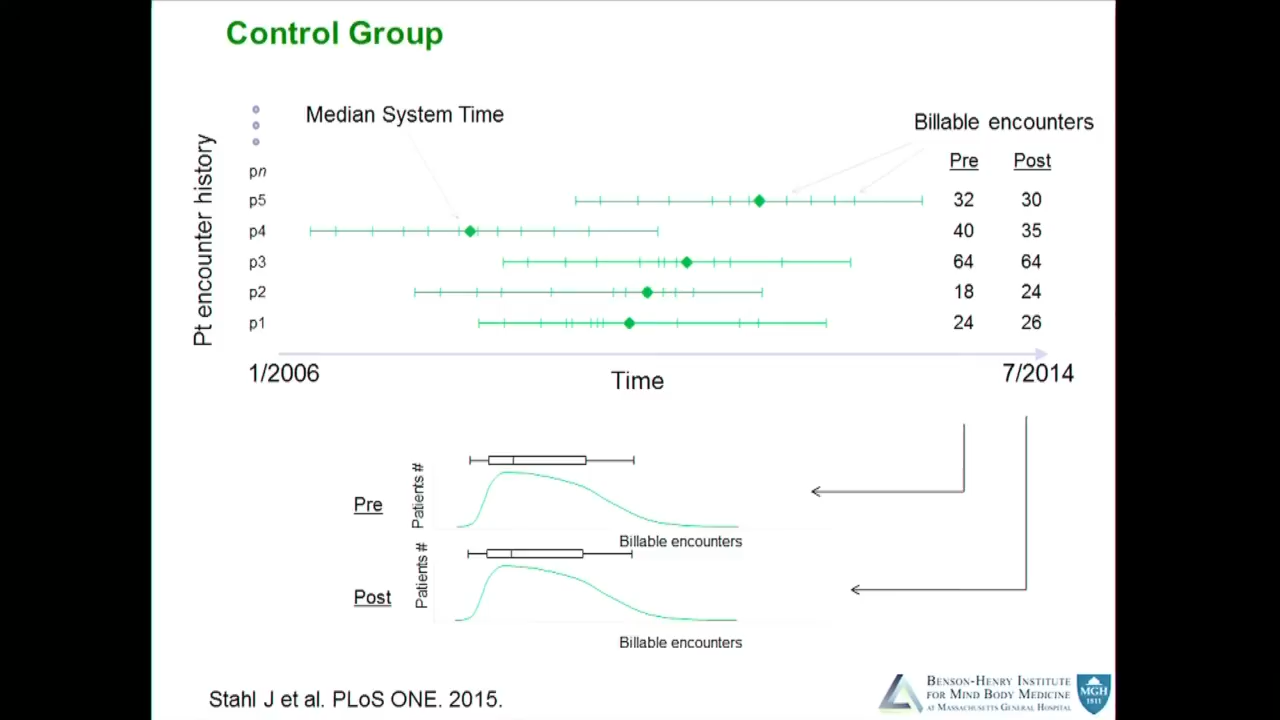 Control Group
Median System Time
Billable encounters
Pre Post
Pt encounter history
pn
p5 32 30
p4 40 35
p3 64 64
p2 18 24
p1 24 26
1/2006 Time 7/2014
Pre
Patients #
Billable encounters
Post
Patients #
Billable encounters
Stahl J et al. PLoS ONE. 2015.
BENSON-HENRY INSTITUTE
FOR MIND BODY MEDICINE
AT MASSACHUSETTS GENERAL HOSPITAL
MGH
1811